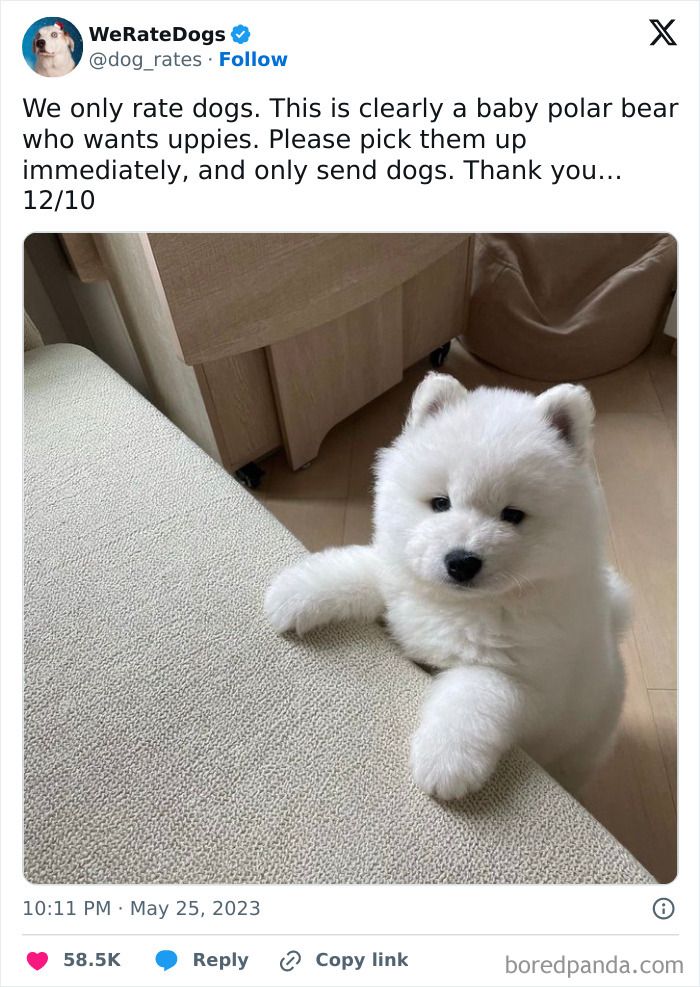 WeRateDogs
@dog_rates · Follow
We only rate dogs. This is clearly a baby polar bear
who wants uppies. Please pick them up
immediately, and only send dogs. Thank you…
12/10
10:11 PM · May 25, 2023
58.5K Reply Copy link
boredpanda.com